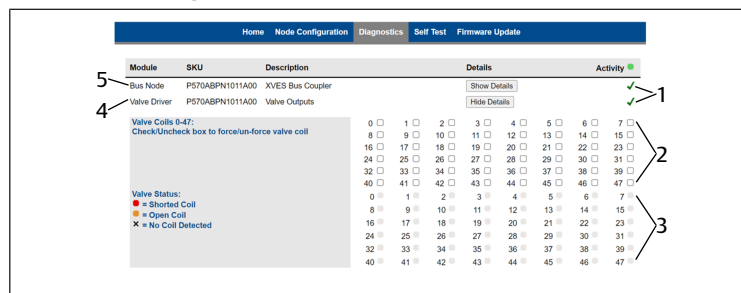 Home Node Configuration Diagnostics Self Test Firmware Update
Module SKU Description Details Activity
5 Bus Node P570ABPN1011A00 XVES Bus Coupler Show Details 1
4 Valve Driver P570ABPN1011A00 Valve Outputs Hide Details
Valve Coils 0-47: 0 1 2 3 4 5 6 7
Check/Uncheck box to force/un-force valve coil 8 9 10 11 12 13 14 15
16 17 18 19 20 21 22 23 2
24 25 26 27 28 29 30 31
32 33 34 35 36 37 38 39
40 41 42 43 44 45 46 47
Valve Status: 0 1 2 3 4 5 6 7
= Shorted Coil 8 9 10 11 12 13 14 15
= Open Coil 16 17 18 19 20 21 22 23 3
X = No Coil Detected 24 25 26 27 28 29 30 31
32 33 34 35 36 37 38 39
40 41 42 43 44 45 46 47